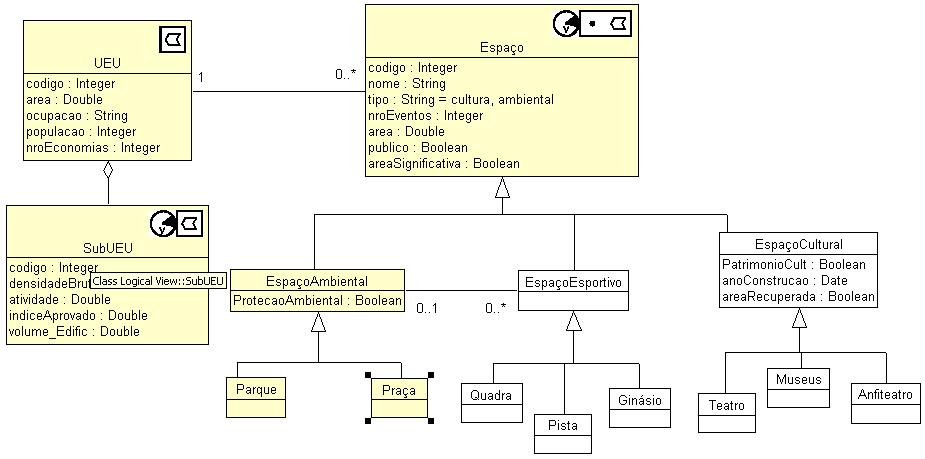 UEU
codigo : Integer
area : Double
ocupacao : String
populacao : Integer
nroEconomias : Integer
1
0..*
Espaço
codigo : Integer
nome : String
tipo : String = cultura, ambiental
nroEventos : Integer
area : Double
publico : Boolean
areaSignificativa : Boolean
SubUEU
codigo : Integer
densidadeBrut
Class Logical View::SubUEU
atividade : Double
indiceAprovado : Double
volume_Edific : Double
EspaçoAmbiental
ProtecaoAmbiental : Boolean
0..1
0..*
EspaçoEsportivo
EspaçoCultural
PatrimonioCult : Boolean
anoConstrucao : Date
areaRecuperada : Boolean
Parque
Praça
Quadra
Pista
Ginásio
Teatro
Museus
Anfiteatro